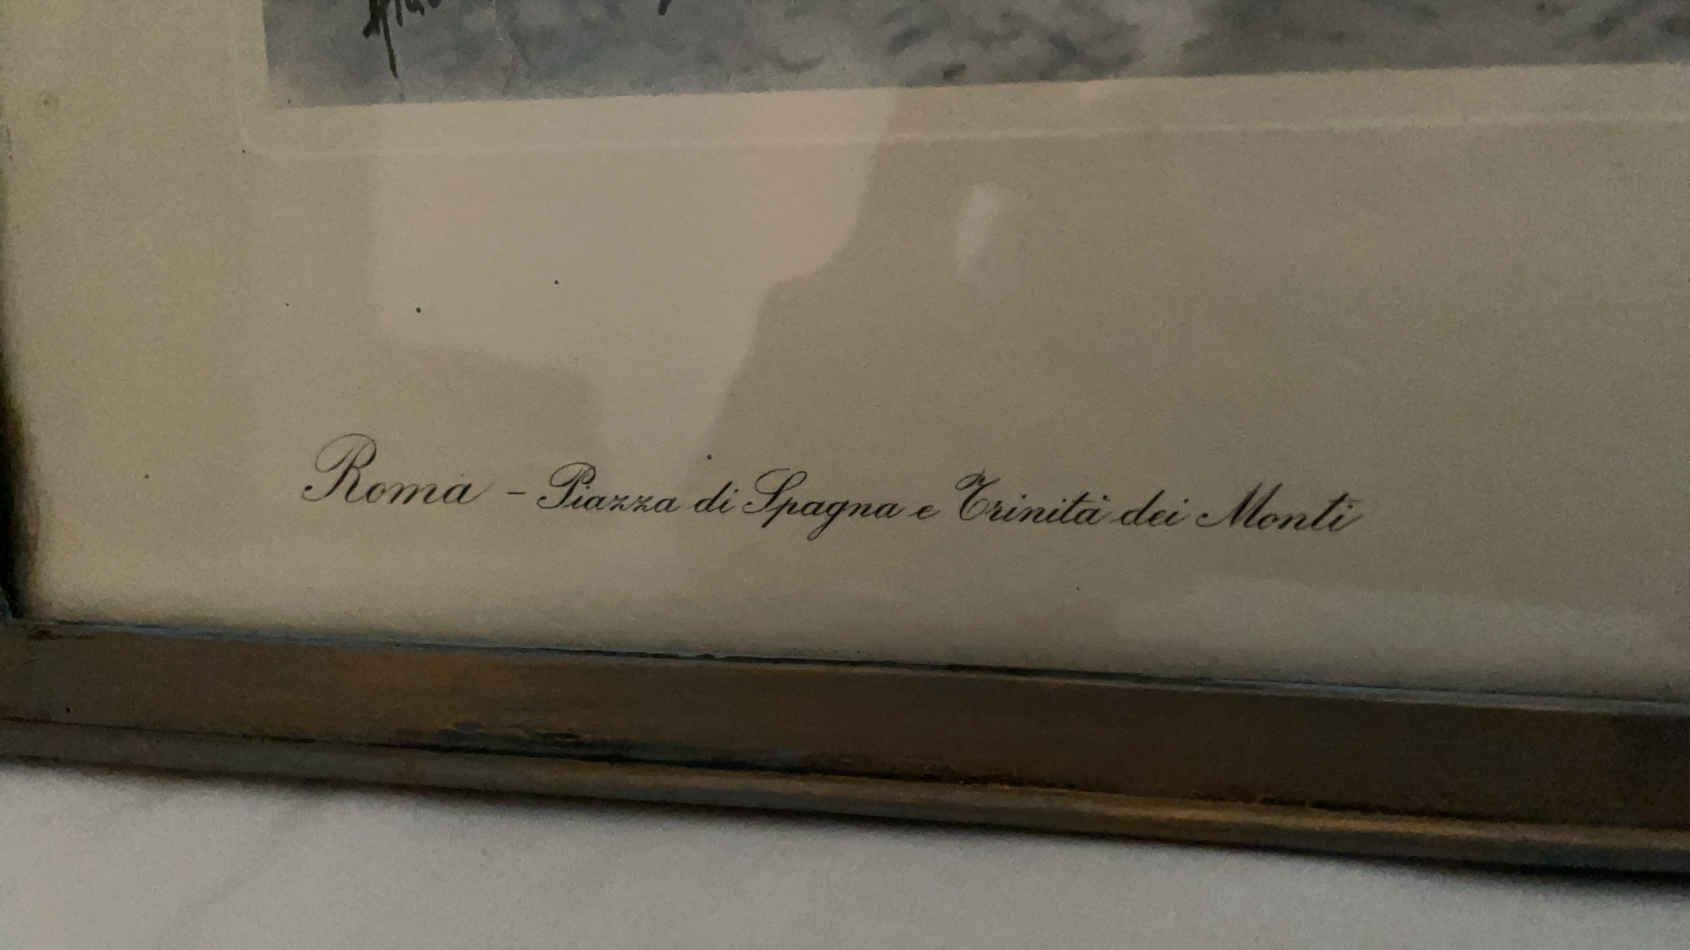 Roma - Piazza di Spagna e Trinità dei Monti